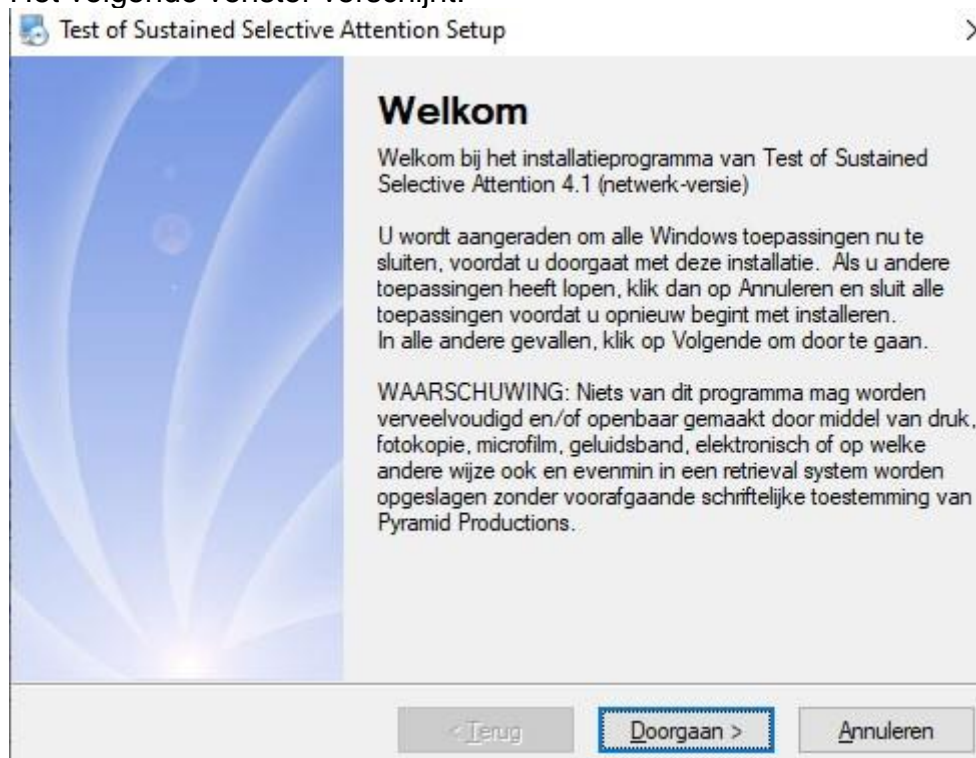 Het volgende venster verschijnt:
Test of Sustained Selective Attention Setup
Welkom
Welkom bij het installatieprogramma van Test of Sustained
Selective Attention 4.1 (netwerk-versie)
U wordt aangeraden om alle Windows toepassingen nu te
sluiten, voordat u doorgaat met deze installatie. Als u andere
toepassingen heeft lopen, klik dan op Annuleren en sluit alle
toepassingen voordat u opnieuw begint met installeren.
In alle andere gevallen, klik op Volgende om door te gaan.
WAARSCHUWING: Niets van dit programma mag worden
verveelvoudigd en/of openbaar gemaakt door middel van druk,
fotokopie, microfilm, geluidsband, elektronisch of op welke
andere wijze ook en evenmin in een retrieval system worden
opgeslagen zonder voorafgaande schriftelijke toestemming van
Pyramid Productions.
< Terug Doorgaan > Annuleren